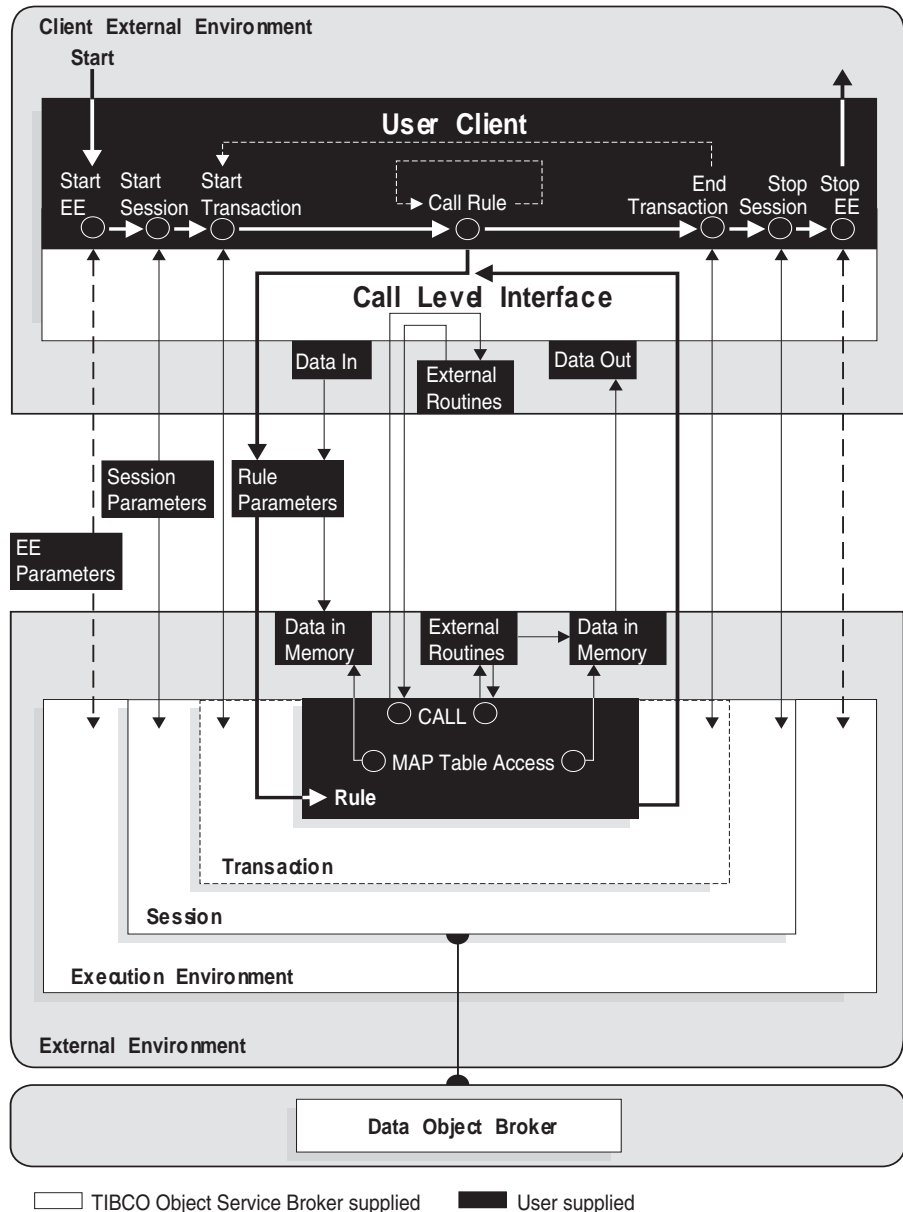 Client External Environment
Start
User Client
Start
EE
Start
Session
Start
Transaction
Call Rule
End
Transaction
Stop
Session
Stop
EE
Call Level Interface
Data In
External
Routines
Data Out
Session
Parameters
Rule
Parameters
EE
Parameters
Data in
Memory
External
Routines
Data in
Memory
CALL
MAP Table Access
Rule
Transaction
Session
Execution Environment
External Environment
Data Object Broker
TIBCO Object Service Broker supplied
User supplied